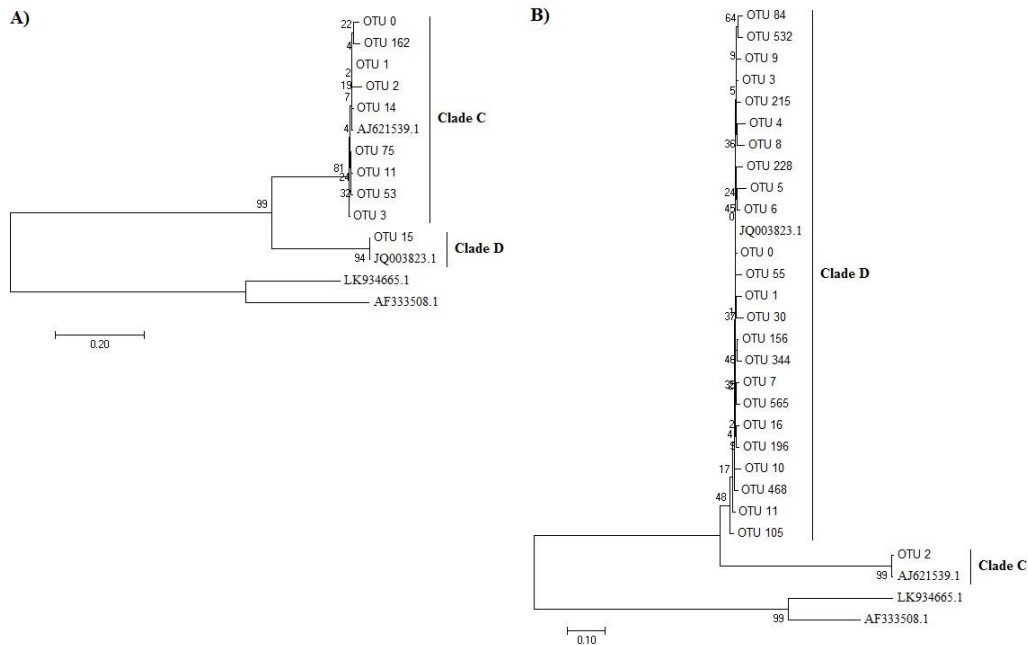 A)
22
OTU 0
4
OTU 162
2
OTU 1
19
OTU 2
7
OTU 14
4
AJ621539.1
OTU 75
81
OTU 11
24
32
OTU 53
OTU 3
Clade C
99
OTU 15
94
JQ003823.1
Clade D
LK934665.1
AF333508.1
0.20
B)
64
OTU 84
OTU 532
9
OTU 9
OTU 3
5
OTU 215
OTU 4
36
OTU 8
OTU 228
24
OTU 5
45
OTU 6
0
JQ003823.1
OTU 0
OTU 55
Clade D
OTU 1
1
37
OTU 30
OTU 156
OTU 344
OTU 7
OTU 565
2
OTU 16
4
OTU 196
17
OTU 10
OTU 468
48
OTU 11
OTU 105
OTU 2
99
AJ621539.1
Clade C
LK934665.1
99
AF333508.1
0.10